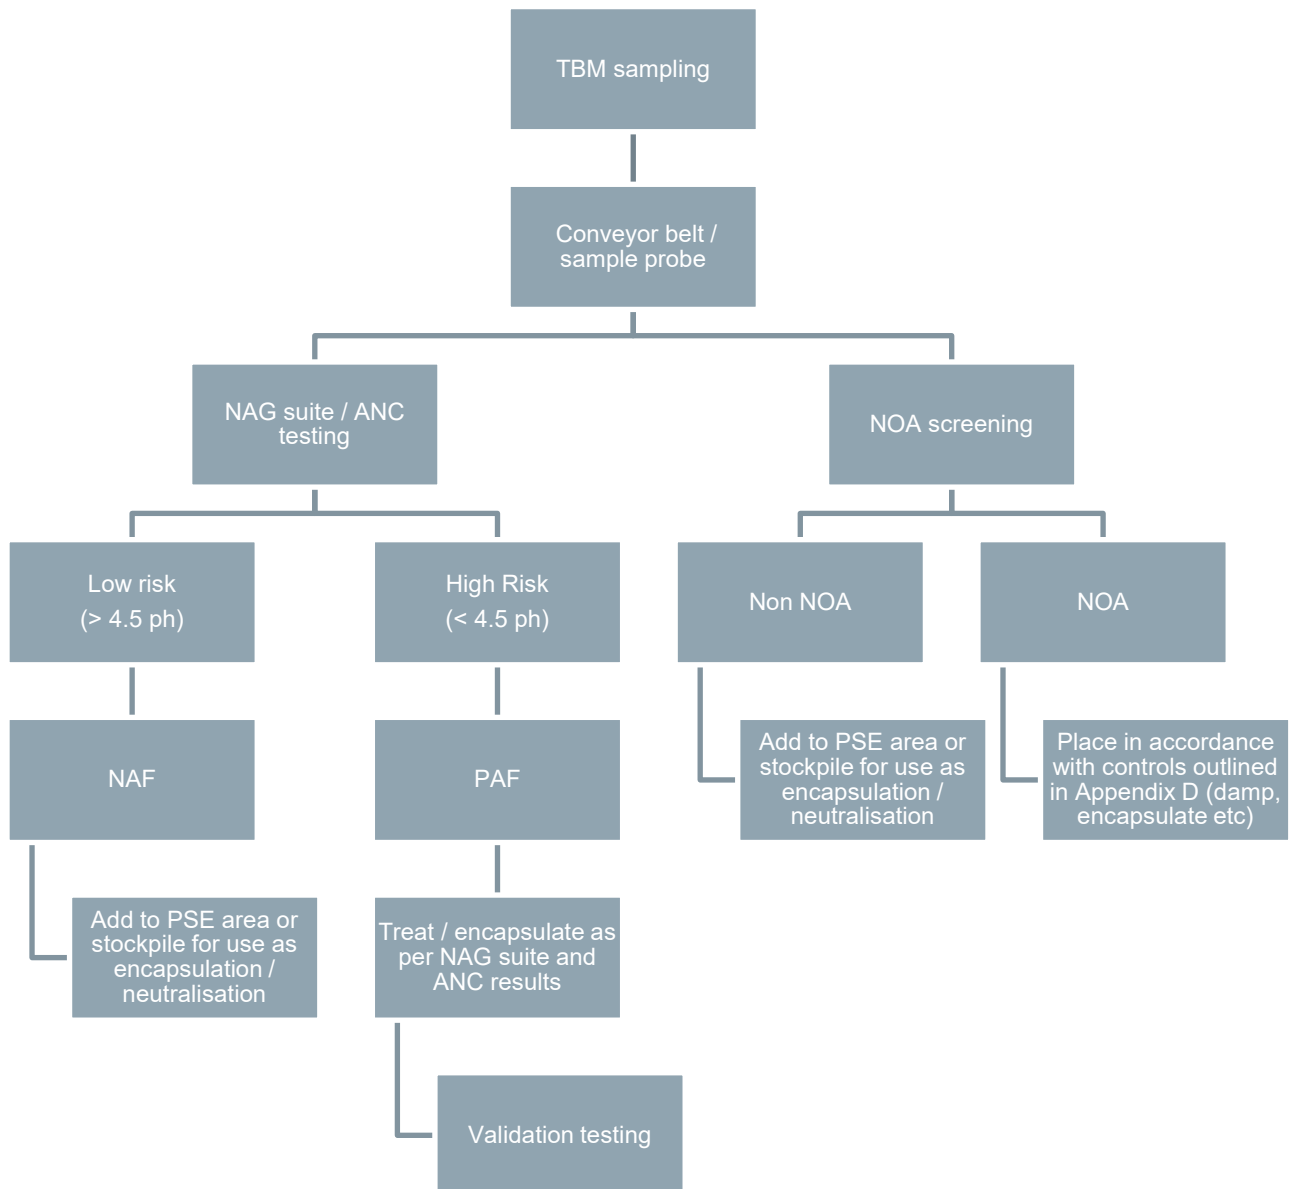 TBM sampling
Conveyor belt /
sample probe
NAG suite / ANC
testing
NOA screening
Low risk
(> 4.5 ph)
High Risk
(< 4.5 ph)
Non NOA
NOA
NAF
PAF
Add to PSE area or
stockpile for use as
encapsulation /
neutralisation
Place in accordance
with controls outlined
in Appendix D (damp,
encapsulate etc)
Add to PSE area or
stockpile for use as
encapsulation /
neutralisation
Treat / encapsulate as
per NAG suite and
ANC results
Validation testing